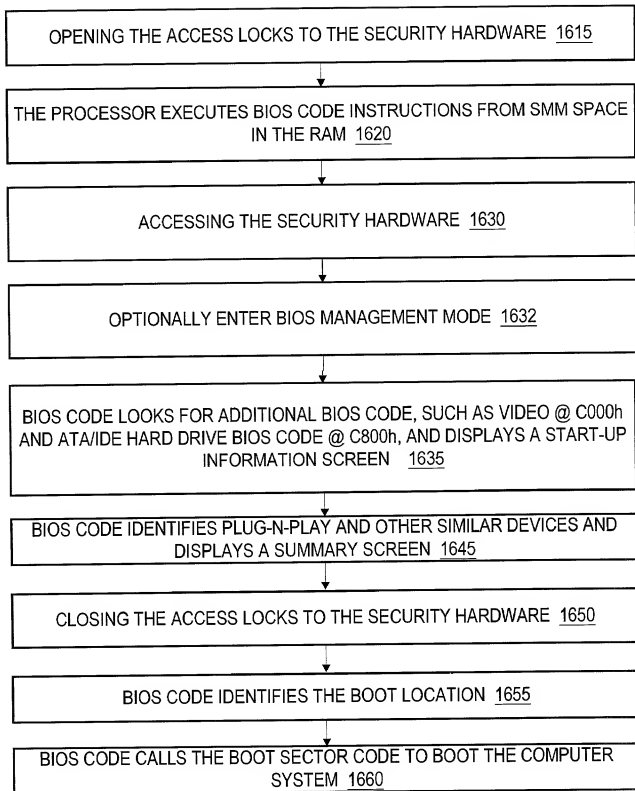 OPENING THE ACCESS LOCKS TO THE SECURITY HARDWARE 1615
THE PROCESSOR EXECUTES BIOS CODE INSTRUCTIONS FROM SMM SPACE
IN THE RAM 1620
ACCESSING THE SECURITY HARDWARE 1630
OPTIONALLY ENTER BIOS MANAGEMENT MODE 1632
BIOS CODE LOOKS FOR ADDITIONAL BIOS CODE, SUCH AS VIDEO @ C000h
AND ATA/IDE HARD DRIVE BIOS CODE @ C800h, AND DISPLAYS A START-UP
INFORMATION SCREEN 1635
BIOS CODE IDENTIFIES PLUG-N-PLAY AND OTHER SIMILAR DEVICES AND
DISPLAYS A SUMMARY SCREEN 1645
CLOSING THE ACCESS LOCKS TO THE SECURITY HARDWARE 1650
BIOS CODE IDENTIFIES THE BOOT LOCATION 1655
BIOS CODE CALLS THE BOOT SECTOR CODE TO BOOT THE COMPUTER
SYSTEM 1660